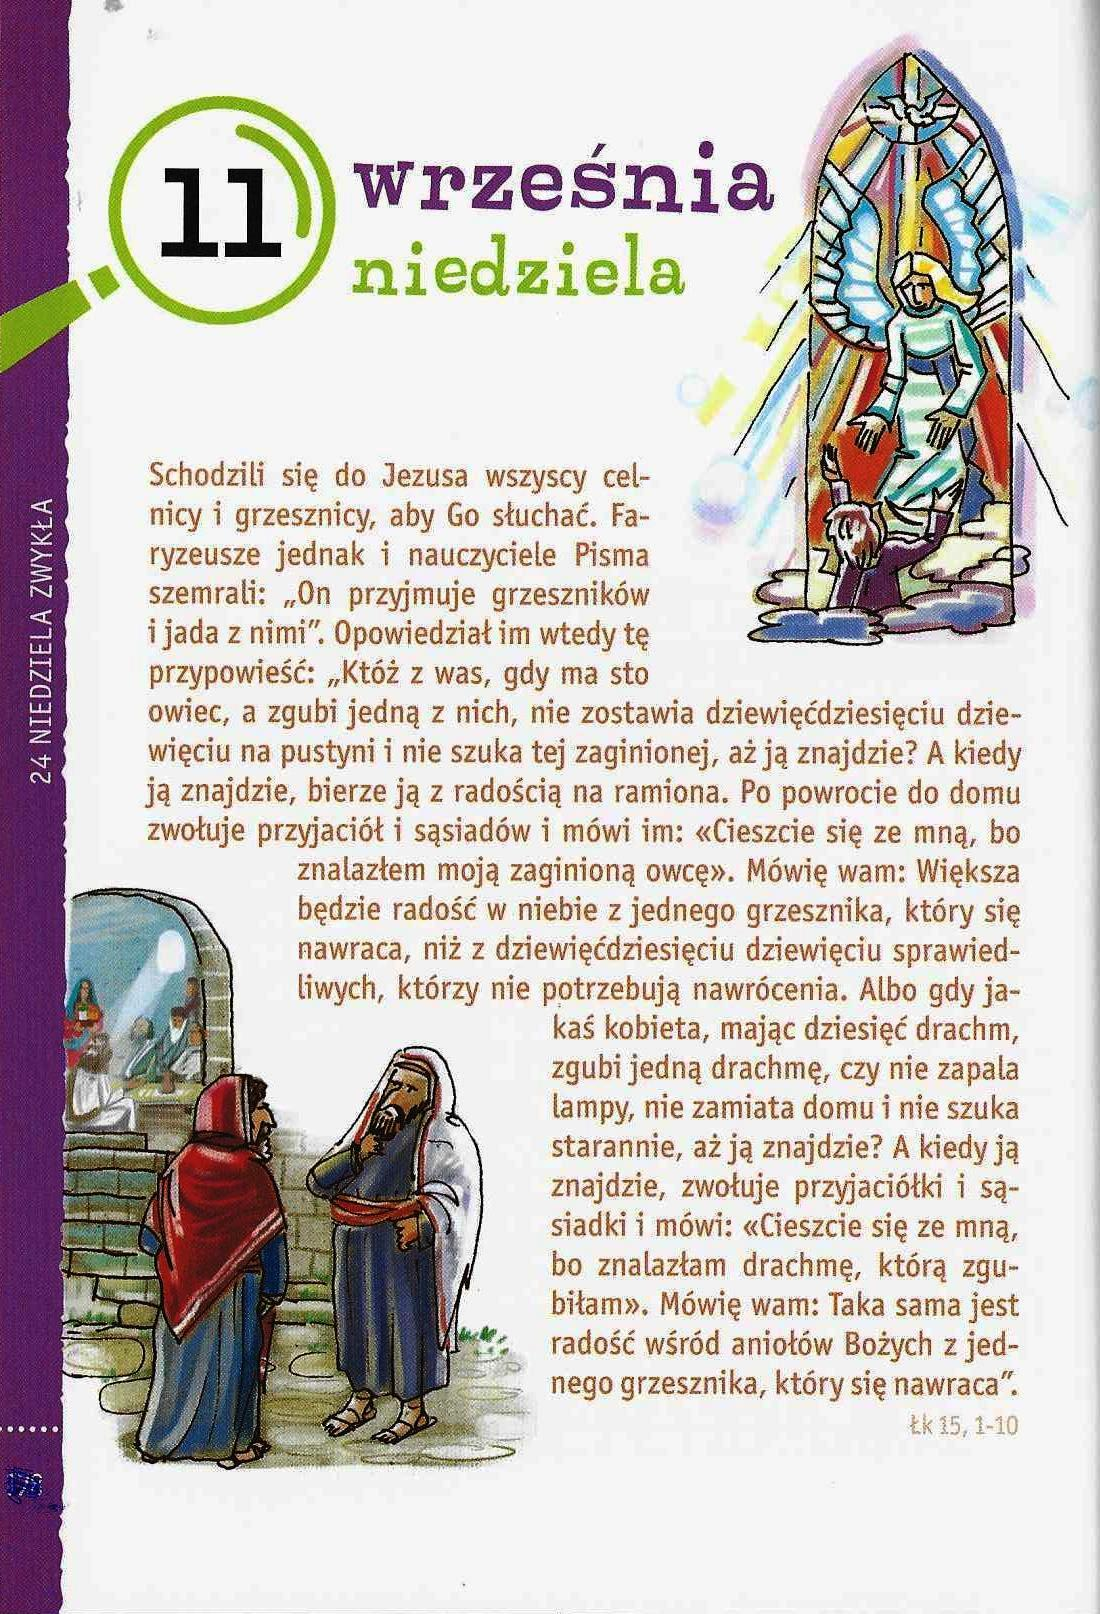 11
września
niedziela
24 NIEDZIELA ZWYKŁA
Schodzili się do Jezusa wszyscy cel-
nicy i grzesznicy, aby Go słuchać. Fa-
ryzeusze jednak i nauczyciele Pisma
szemrali: „On przyjmuje grzeszników
i jada z nimi”. Opowiedział im wtedy tę
przypowieść: „Któż z was, gdy ma sto
owiec, a zgubi jedną z nich, nie zostawia dziewięćdziesięciu dzie-
więciu na pustyni i nie szuka tej zaginionej, aż ją znajdzie? A kiedy
ją znajdzie, bierze ją z radością na ramiona. Po powrocie do domu
zwołuje przyjaciół i sąsiadów i mówi im: «Cieszcie się ze mną, bo
znalazłem moją zaginioną owcę». Mówię wam: Większa
będzie radość w niebie z jednego grzesznika, który się
nawraca, niż z dziewięćdziesięciu dziewięciu sprawied-
liwych, którzy nie potrzebują nawrócenia. Albo gdy ja-
kaś kobieta, mając dziesięć drachm,
zgubi jedną drachmę, czy nie zapala
lampy, nie zamiata domu i nie szuka
starannie, aż ją znajdzie? A kiedy ją
znajdzie, zwołuje przyjaciółki i są-
siadki i mówi: «Cieszcie się ze mną,
bo znalazłam drachmę, którą zgu-
biłam». Mówię wam: Taka sama jest
radość wśród aniołów Bożych z jed-
nego grzesznika, który się nawraca”.
Łk 15, 1-10